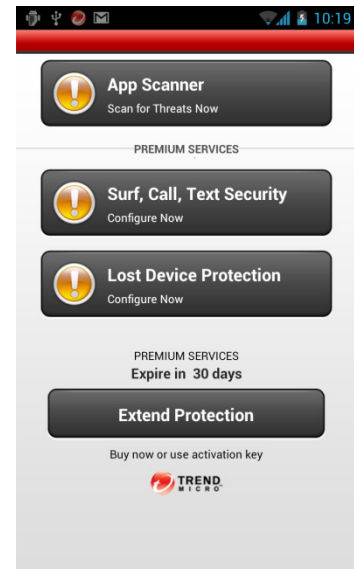 10:19
App Scanner
Scan for Threats Now
PREMIUM SERVICES
Surf, Call, Text Security
Configure Now
Lost Device Protection
Configure Now
PREMIUM SERVICES
Expire in 30 days
Extend Protection
Buy now or use activation key
TREND
MICRO